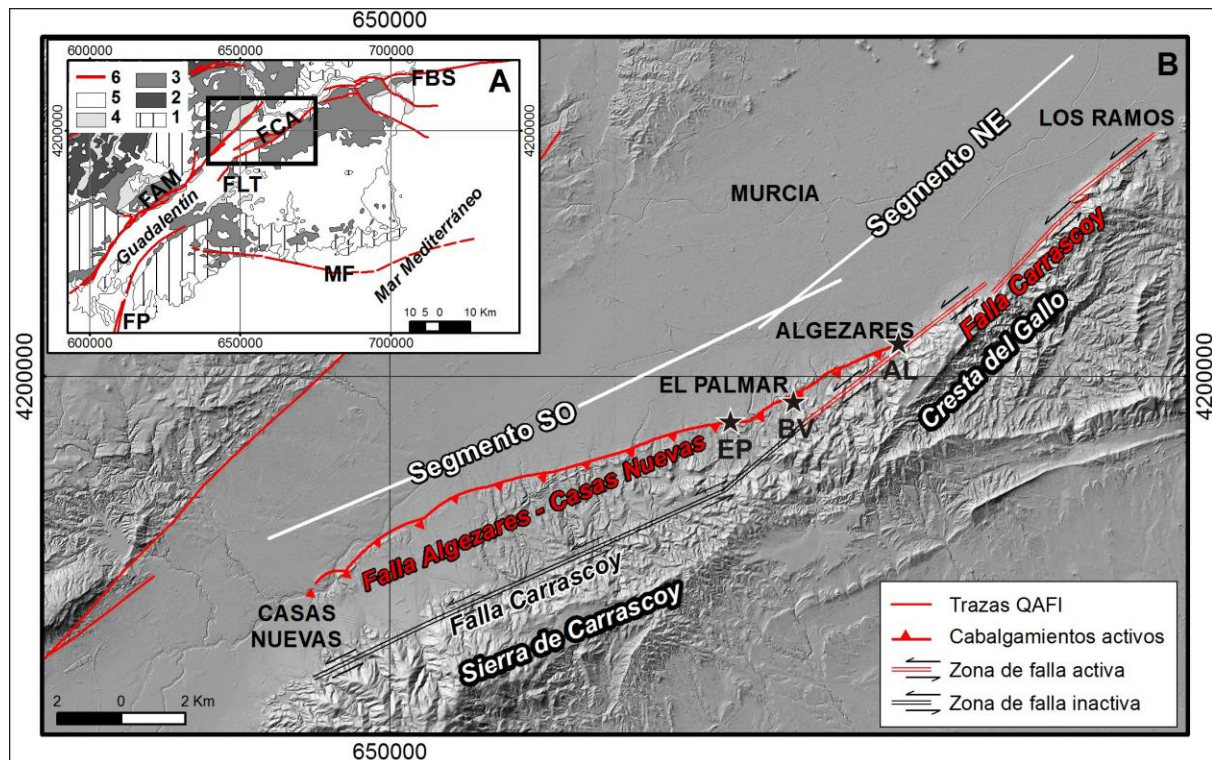 650000
600000 650000 700000
6 3
5 2
4 1
A
FBS
FCA
FAM
FLT
Guadalentín
MF
Mar Mediterráneo
FP
4200000
4200000
10 5 0 10 Km
600000 650000 700000
B
LOS RAMOS
Segmento NE
MURCIA
Falla Carrascoy
ALGEZARES
AL
Cresta del Gallo
4200000
4200000
EL PALMAR
BV
EP
Segmento SO
Falla Algezares - Casas Nuevas
Falla Carrascoy
CASAS
NUEVAS
Sierra de Carrascoy
Trazas QAFI
Cabalgamientos activos
Zona de falla activa
Zona de falla inactiva
2 0 2 Km
650000